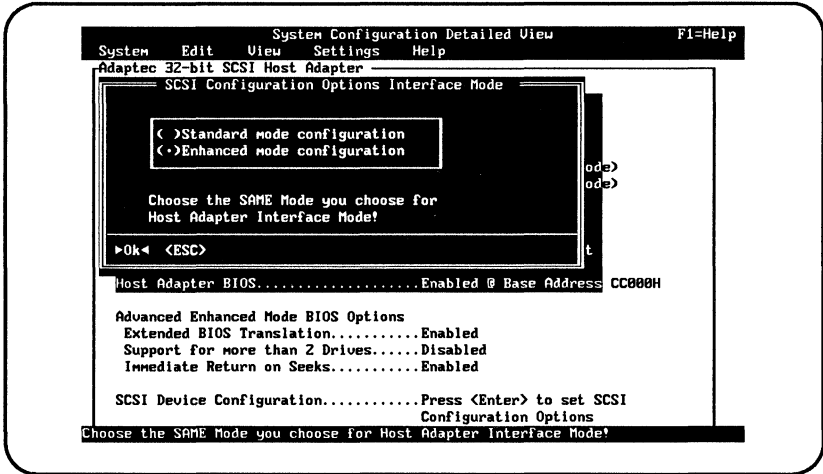 System Configuration Detailed View F1=Help
System Edit View Settings Help
Adaptec 32-bit SCSI Host Adapter
SCSI Configuration Options Interface Mode
( )Standard mode configuration
(•)Enhanced mode configuration
ode)
ode)
Choose the SAME Mode you choose for
Host Adapter Interface Mode!
►Ok◄ <ESC> t
Host Adapter BIOS....................Enabled @ Base Address CC000H
Advanced Enhanced Mode BIOS Options
Extended BIOS Translation...........Enabled
Support for more than 2 Drives......Disabled
Immediate Return on Seeks...........Enabled
SCSI Device Configuration............Press <Enter> to set SCSI
Configuration Options
Choose the SAME Mode you choose for Host Adapter Interface Mode!